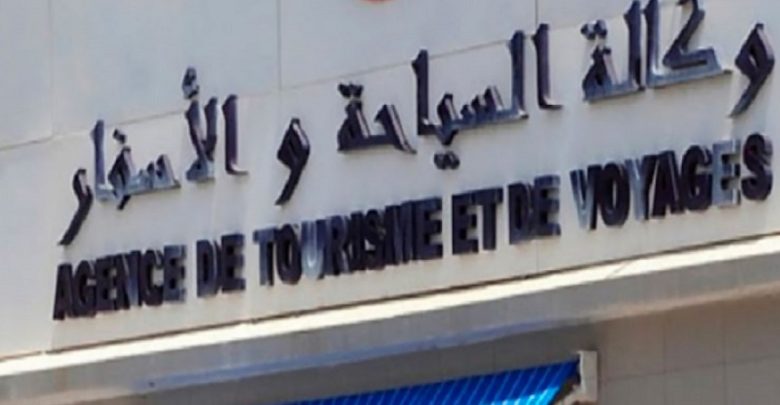 وكالة السياحة و الأسفار
AGENCE DE TOURISME ET DE VOYAGES